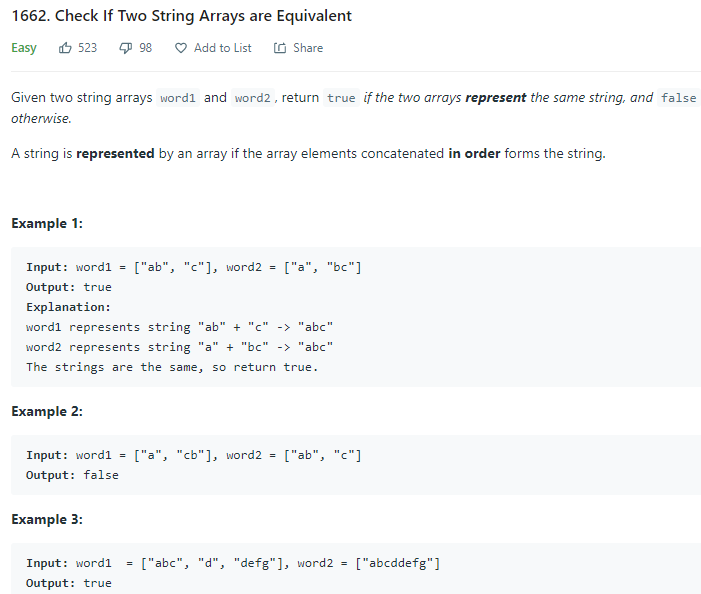 1662. Check If Two String Arrays are Equivalent
Easy 523 98 Add to List Share
Given two string arrays word1 and word2, return true if the two arrays represent the same string, and false
otherwise.
A string is represented by an array if the array elements concatenated in order forms the string.
Example 1:
Input: word1 = ["ab", "c"], word2 = ["a", "bc"]
Output: true
Explanation:
word1 represents string "ab" + "c" -> "abc"
word2 represents string "a" + "bc" -> "abc"
The strings are the same, so return true.
Example 2:
Input: word1 = ["a", "cb"], word2 = ["ab", "c"]
Output: false
Example 3:
Input: word1  = ["abc", "d", "defg"], word2 = ["abcddefg"]
Output: true